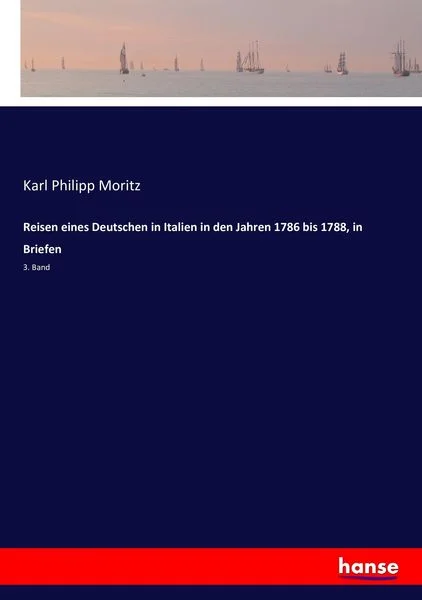 Karl Philipp Moritz
Reisen eines Deutschen in Italien in den Jahren 1786 bis 1788, in
Briefen
3. Band
hanse